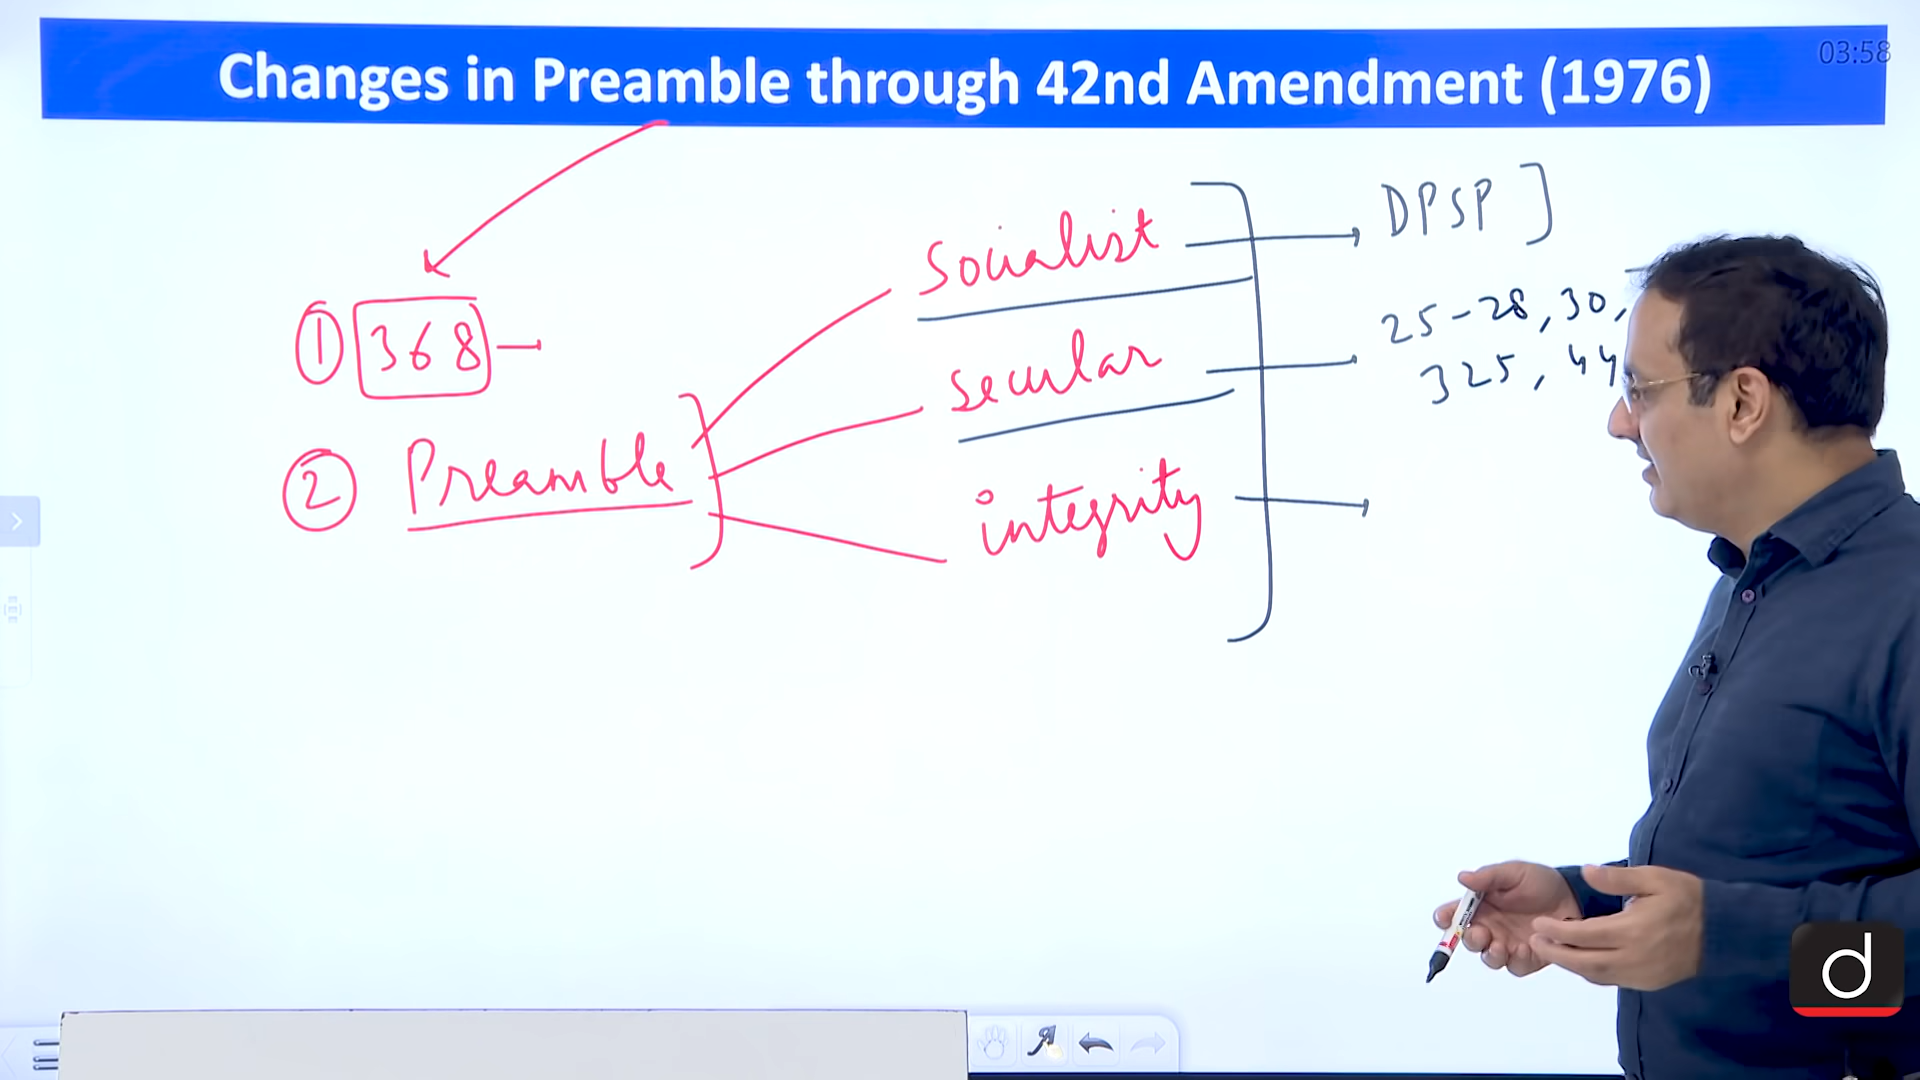 Changes in Preamble through 42nd Amendment (1976)
03:58
① 368
② Preamble
Socialist
DPSP ]
secular
25-28, 30,
325, 44
integrity
d